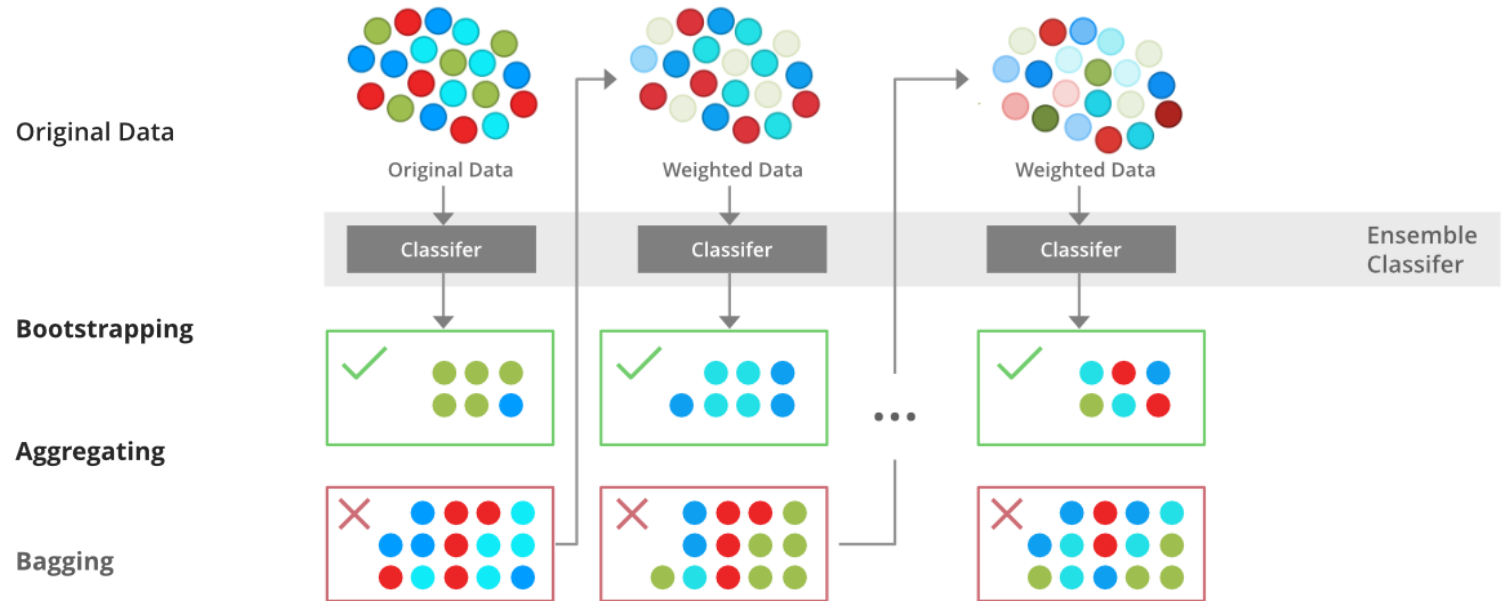 Original Data
Original Data
Weighted Data
Weighted Data
Classifer
Classifer
Classifer
Ensemble
Classifer
Bootstrapping
...
Aggregating
Bagging